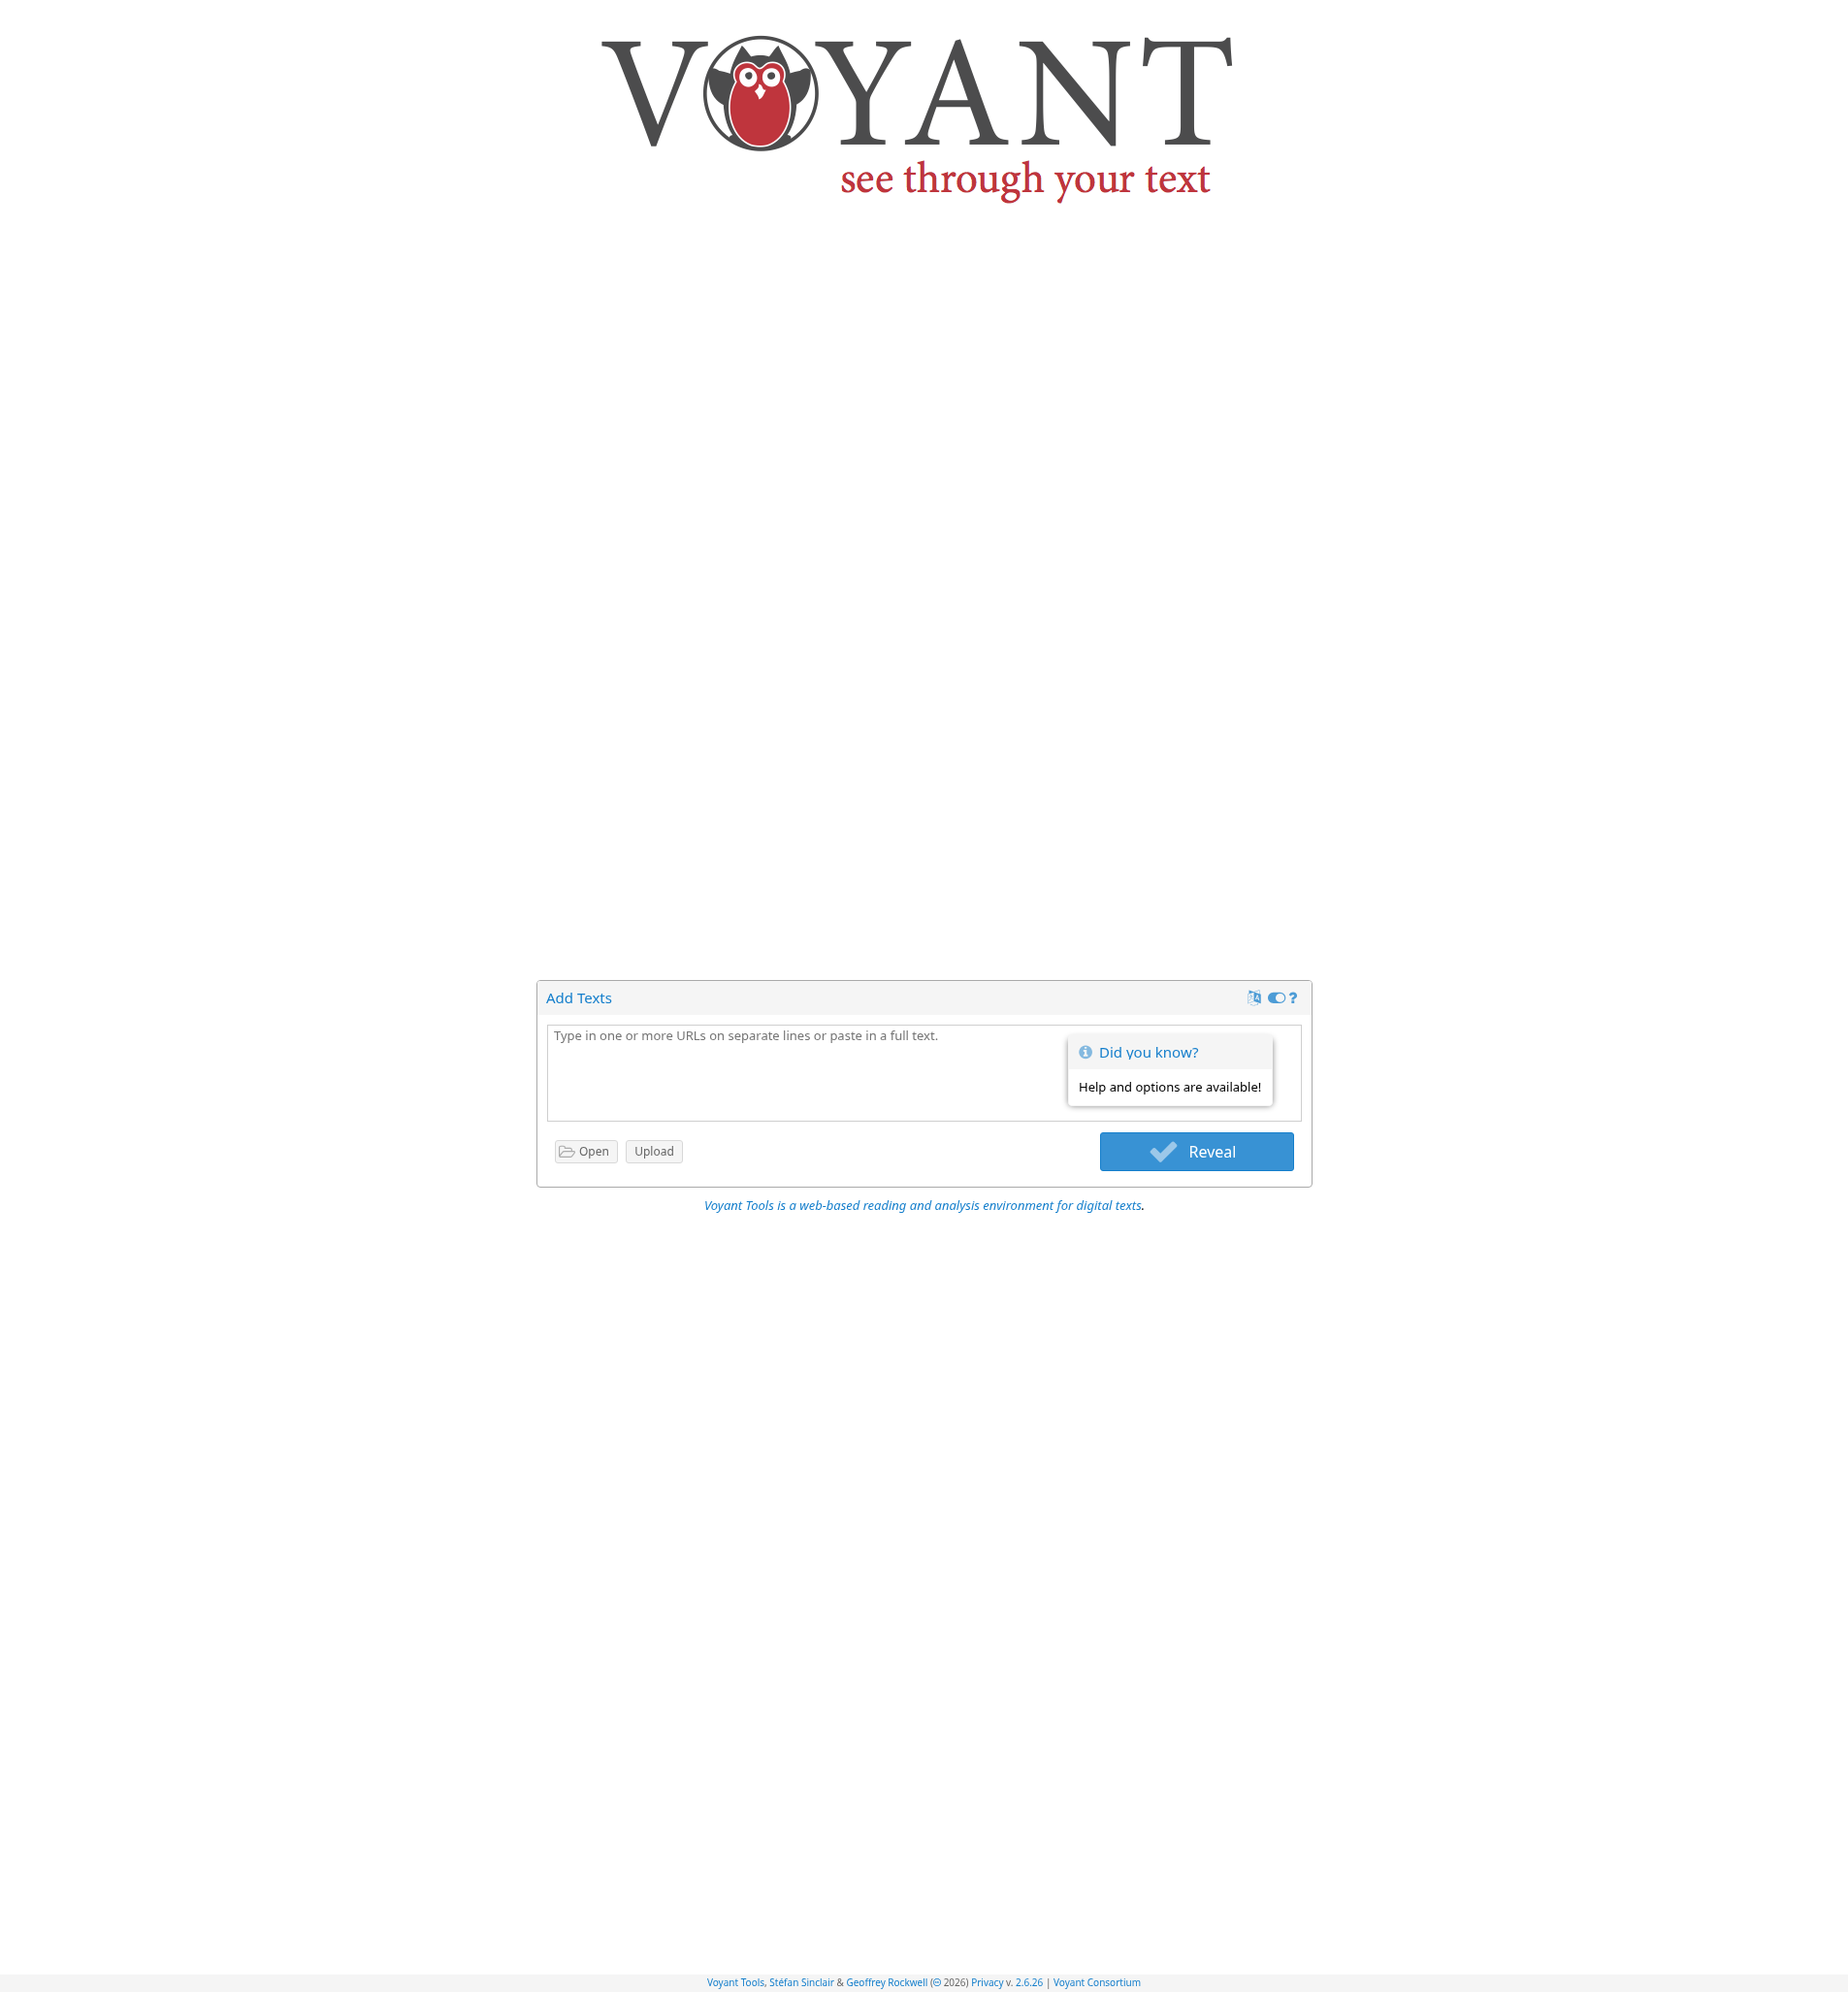 VOYANT
see through your text
Add Texts
?
Type in one or more URLs on separate lines or paste in a full text.
Did you know?
Help and options are available!
Open
Upload
Reveal
Voyant Tools is a web-based reading and analysis environment for digital texts.
Voyant Tools, Stéfan Sinclair & Geoffrey Rockwell (🄯 2026) Privacy v. 2.6.26 | Voyant Consortium